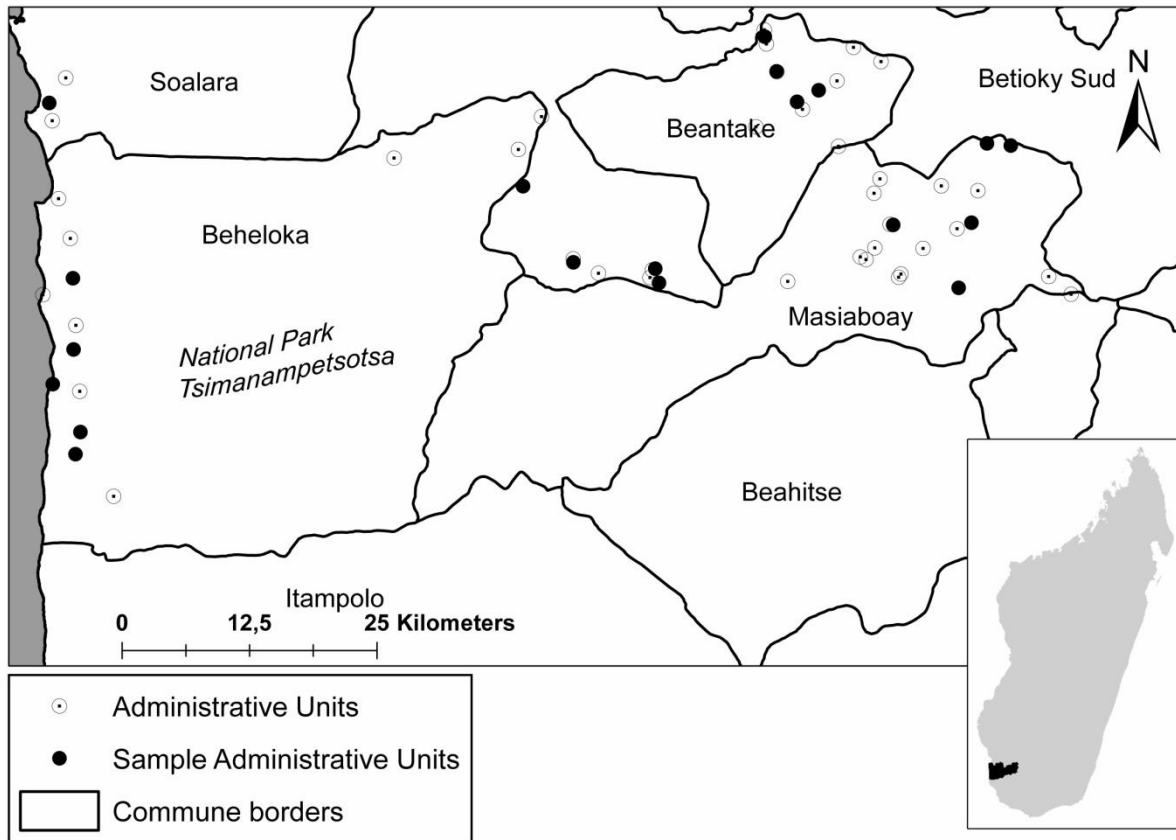 Soalara
Betioky Sud
N
Beantake
Beheloka
Masiaboay
National Park
Tsimanampetsotsa
Beahitse
Itampolo
0 12,5 25 Kilometers
Administrative Units
Sample Administrative Units
Commune borders